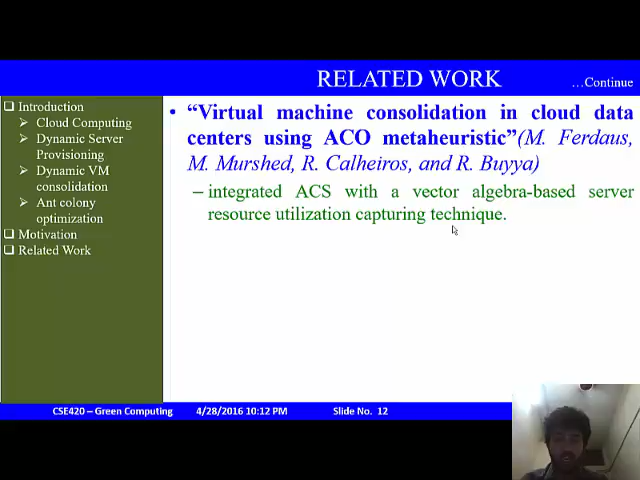 RELATED WORK
...Continue
❑ Introduction
➢ Cloud Computing
➢ Dynamic Server
Provisioning
➢ Dynamic VM
consolidation
➢ Ant colony
optimization
❑ Motivation
❑ Related Work
• “Virtual machine consolidation in cloud data
centers using ACO metaheuristic”(M. Ferdaus,
M. Murshed, R. Calheiros, and R. Buyya)
– integrated ACS with a vector algebra-based server
resource utilization capturing technique.
CSE420 – Green Computing 4/28/2016 10:12 PM Slide No. 12